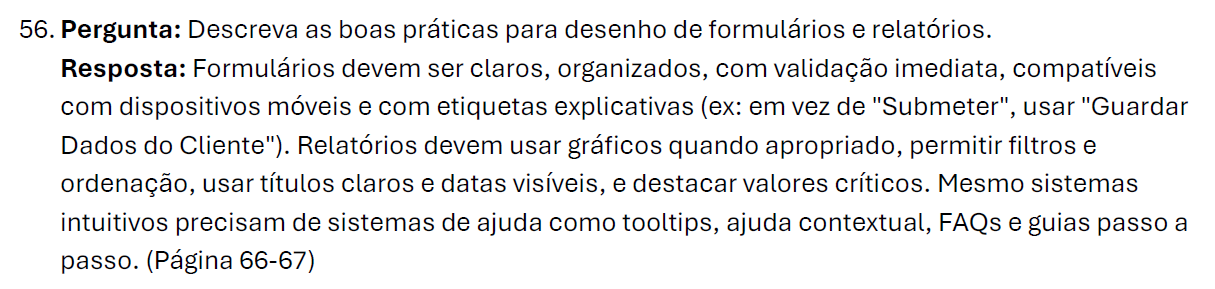 56. Pergunta: Descreva as boas práticas para desenho de formulários e relatórios.
Resposta: Formulários devem ser claros, organizados, com validação imediata, compatíveis
com dispositivos móveis e com etiquetas explicativas (ex: em vez de "Submeter", usar "Guardar
Dados do Cliente"). Relatórios devem usar gráficos quando apropriado, permitir filtros e
ordenação, usar títulos claros e datas visíveis, e destacar valores críticos. Mesmo sistemas
intuitivos precisam de sistemas de ajuda como tooltips, ajuda contextual, FAQs e guias passo a
passo. (Página 66-67)